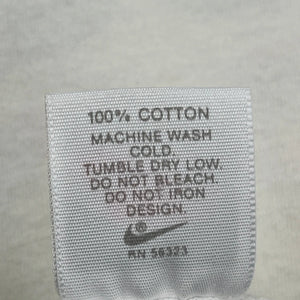 100% COTTON
MACHINE WASH
COLD.
TUMBLE DRY LOW.
DO NOT BLEACH.
DO NOT IRON
DESIGN.
RN 56323